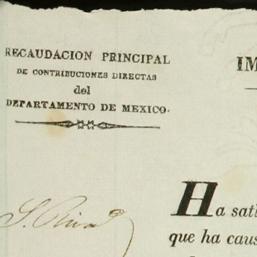 RECAUDACION PRINCIPAL
DE CONTRIBUCIONES DIRECTAS
del
DEPARTAMENTO DE MEXICO.
IM
Ha sati
que ha caus